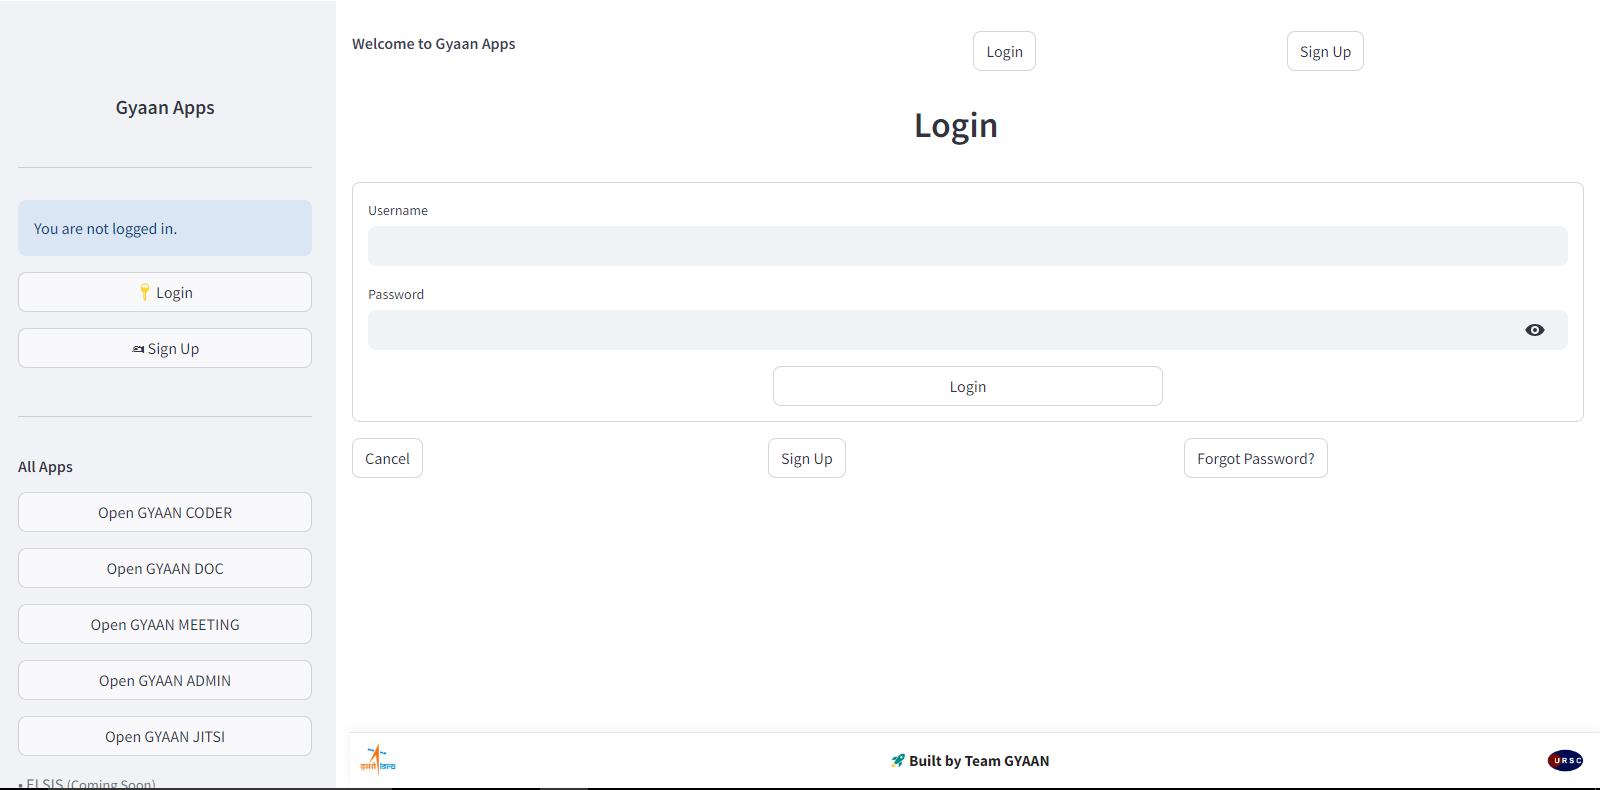 Gyaan Apps
You are not logged in.
Login
Sign Up
All Apps
Open GYAAN CODER
Open GYAAN DOC
Open GYAAN MEETING
Open GYAAN ADMIN
Open GYAAN JITSI
• ELSIS (Coming Soon)
Welcome to Gyaan Apps
Login
Sign Up
Login
Username
Password
Login
Cancel
Sign Up
Forgot Password?
इसरो isro
Built by Team GYAAN
URSC